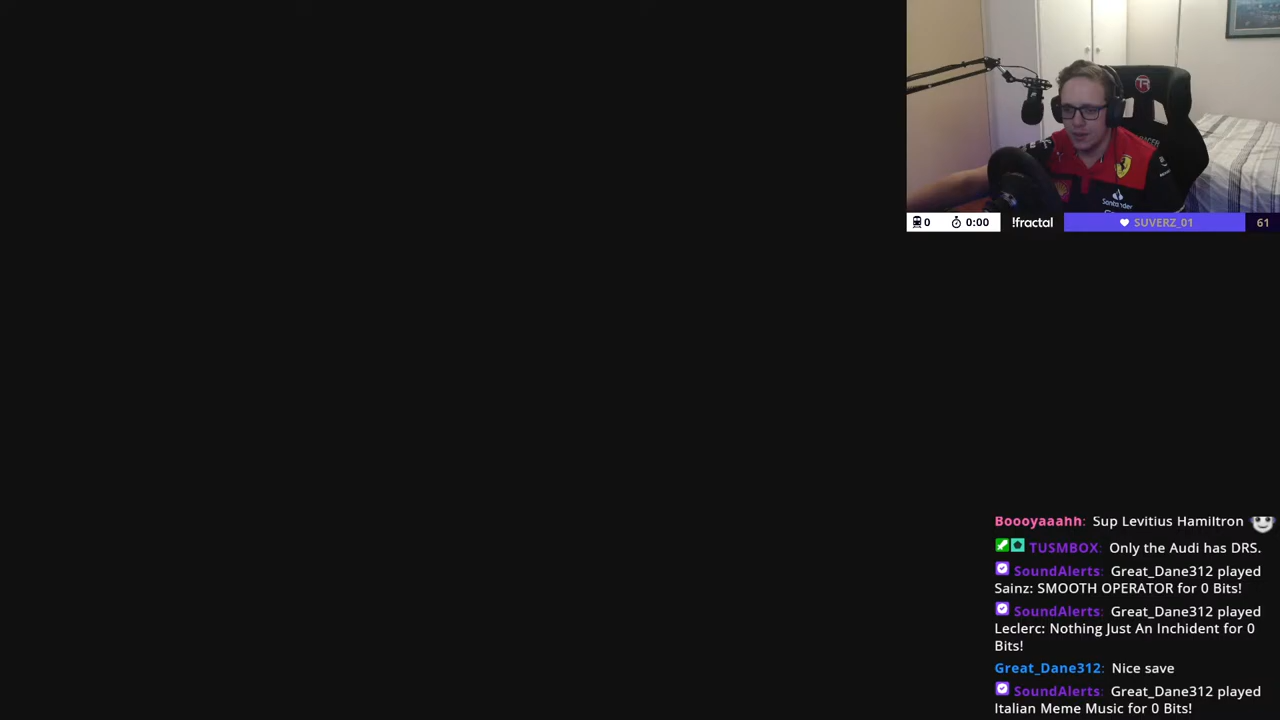 Santander
0
0:00
!fractal
SUVERZ_01
61
Boooyaaahh: Sup Levitius Hamiltron
TUSMBOX: Only the Audi has DRS.
SoundAlerts: Great_Dane312 played
Sainz: SMOOTH OPERATOR for 0 Bits!
SoundAlerts: Great_Dane312 played
Leclerc: Nothing Just An Inchident for 0
Bits!
Great_Dane312: Nice save
SoundAlerts: Great_Dane312 played
Italian Meme Music for 0 Bits!